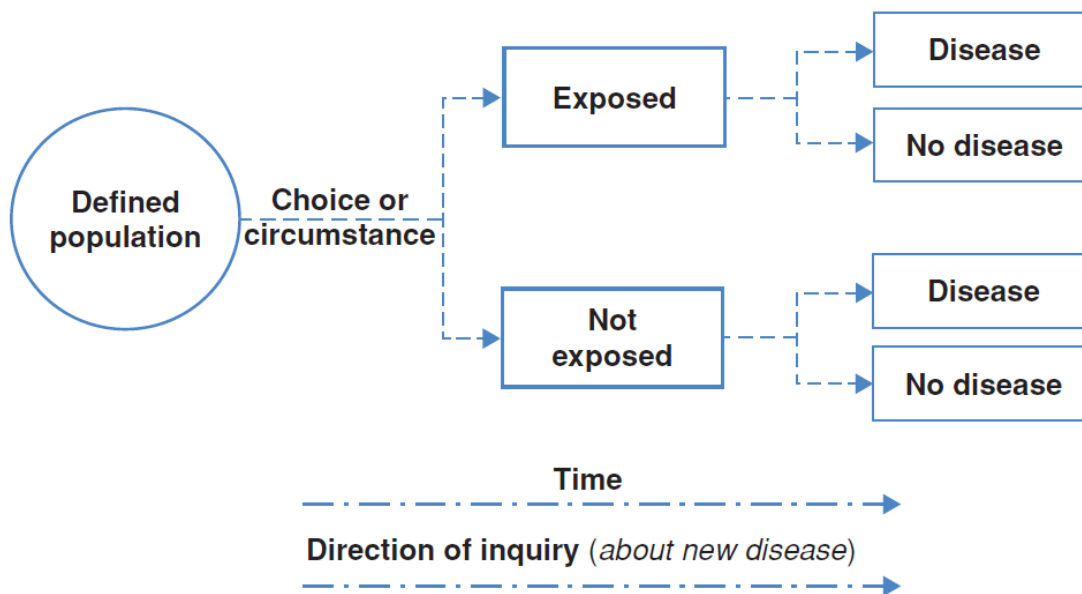 Defined
population
Choice or
circumstance
Exposed
Disease
No disease
Not
exposed
Disease
No disease
Time
Direction of inquiry (about new disease)